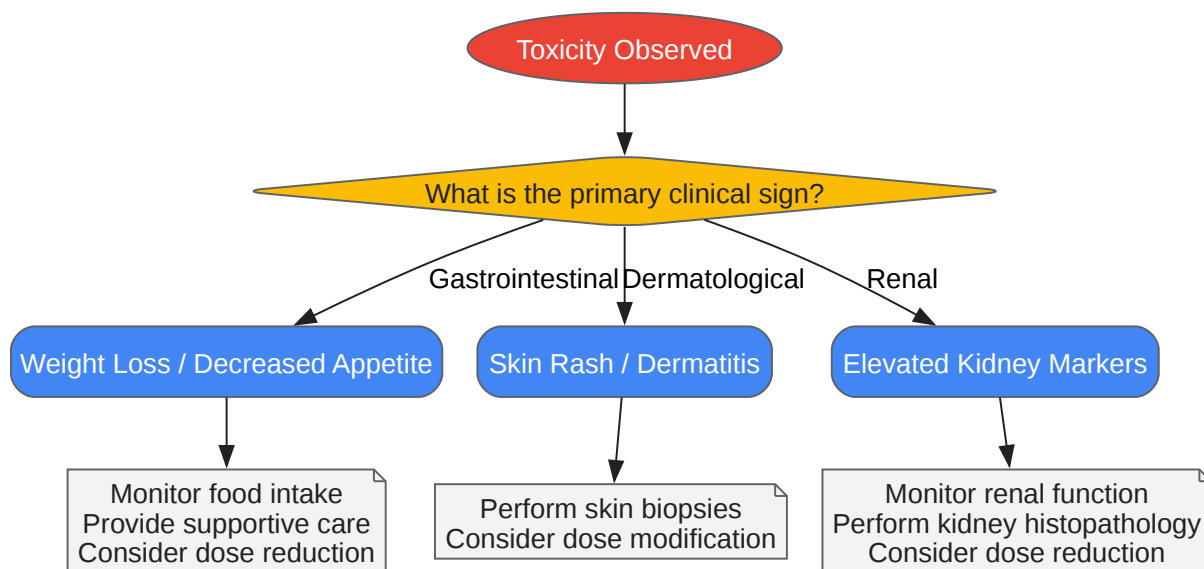 Toxicity Observed
What is the primary clinical sign?
Gastrointestinal
Dermatological
Renal
Weight Loss / Decreased Appetite
Skin Rash / Dermatitis
Elevated Kidney Markers
Monitor food intake
Provide supportive care
Consider dose reduction
Perform skin biopsies
Consider dose modification
Monitor renal function
Perform kidney histopathology
Consider dose reduction